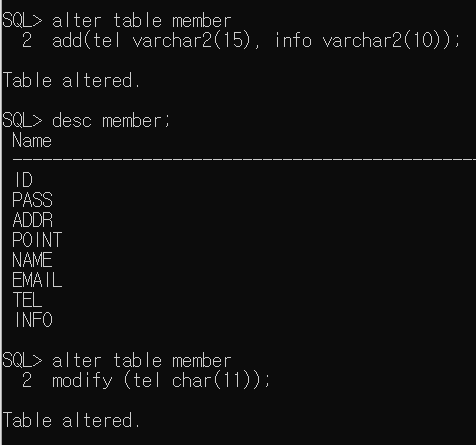 SQL> alter table member
  2  add(tel varchar2(15), info varchar2(10));
Table altered.
SQL> desc member;
 Name
 -----------------------------------------------
 ID
 PASS
 ADDR
 POINT
 NAME
 EMAIL
 TEL
 INFO
SQL> alter table member
  2  modify (tel char(11));
Table altered.